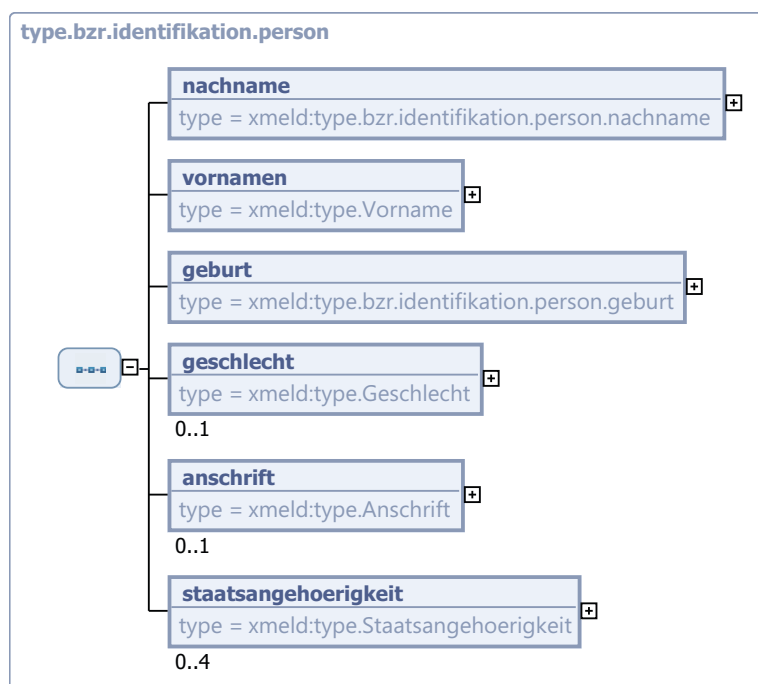 type.bzr.identifikation.person
nachname
type = xmeld:type.bzr.identifikation.person.nachname
vornamen
type = xmeld:type.Vorname
geburt
type = xmeld:type.bzr.identifikation.person.geburt
geschlecht
type = xmeld:type.Geschlecht
0..1
anschrift
type = xmeld:type.Anschrift
0..1
staatsangehoerigkeit
type = xmeld:type.Staatsangehoerigkeit
0..4